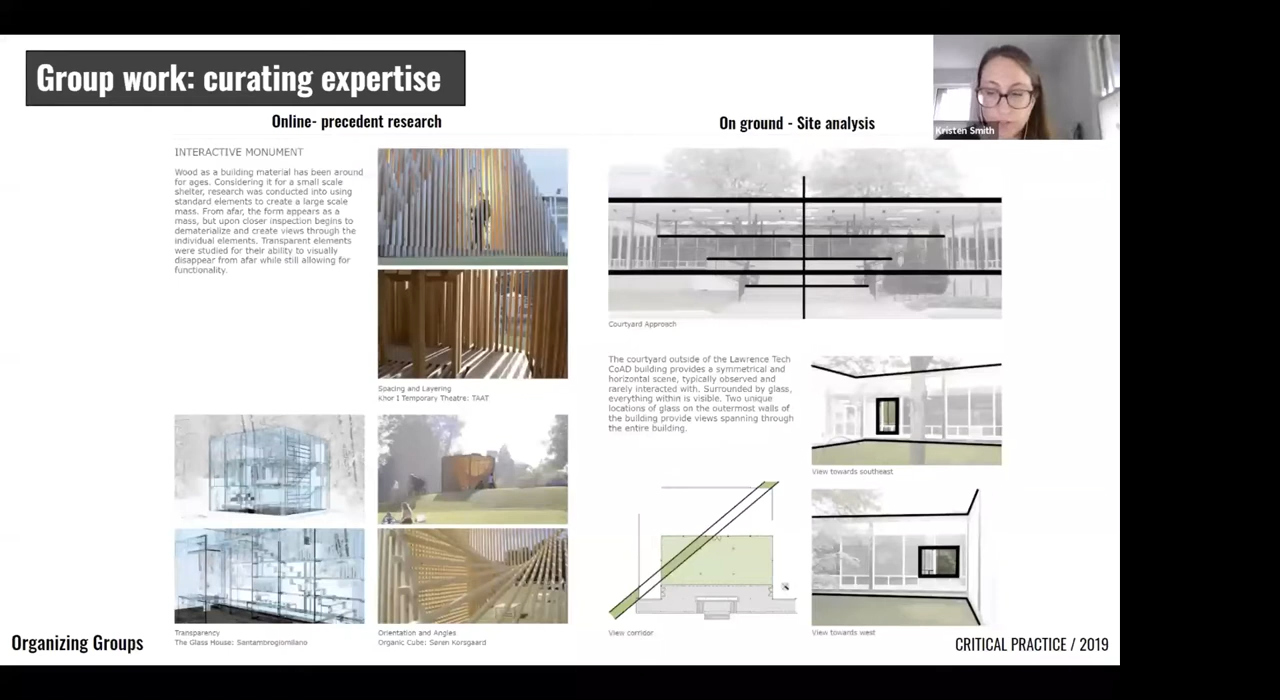 Group work: curating expertise
Kristen Smith
Online- precedent research
INTERACTIVE MONUMENT
Wood as a building material has been around
for ages. Considering it for a small scale
shelter, research was conducted into using
standard elements to create a large scale
mass. From afar, the form appears as a
mass, but upon closer inspection begins to
dematerialize and create views through the
individual elements. Transparent elements
were studied for their ability to visually
disappear from afar while still allowing for
functionality.
Spacing and Layering
Khor I Temporary Theatre: TAAT
Transparency
The Glass House: Santambrogiomilano
Orientation and Angles
Organic Cube: Søren Korsgaard
On ground - Site analysis
Courtyard Approach
The courtyard outside of the Lawrence Tech
CoAD building provides a symmetrical and
horizontal scene, typically observed and
rarely interacted with. Surrounded by glass,
everything within is visible. Two unique
locations of glass on the outermost walls of
the building provide views spanning through
the entire building.
View towards southeast
View corridor
View towards west
Organizing Groups
CRITICAL PRACTICE / 2019